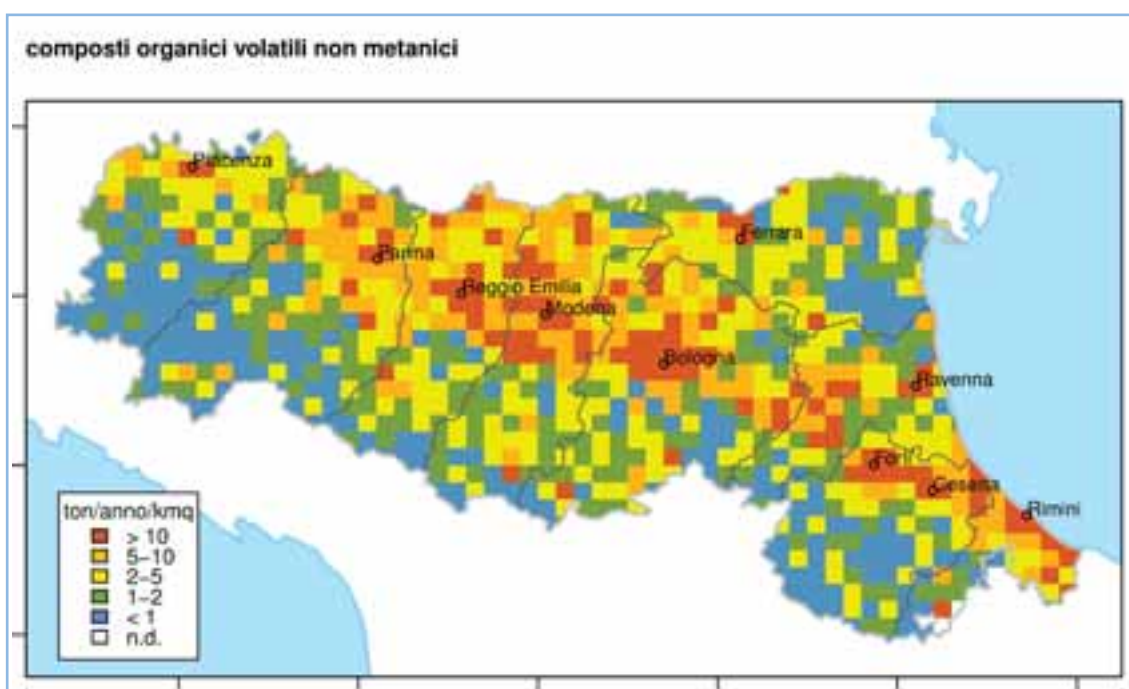 composti organici volatili non metanici
Piacenza
Parma
Ferrara
Reggio Emilia
Modena
Bologna
Ravenna
Forlì
Cesena
Rimini
ton/anno/kmq
> 10
5-10
2-5
1-2
< 1
n.d.